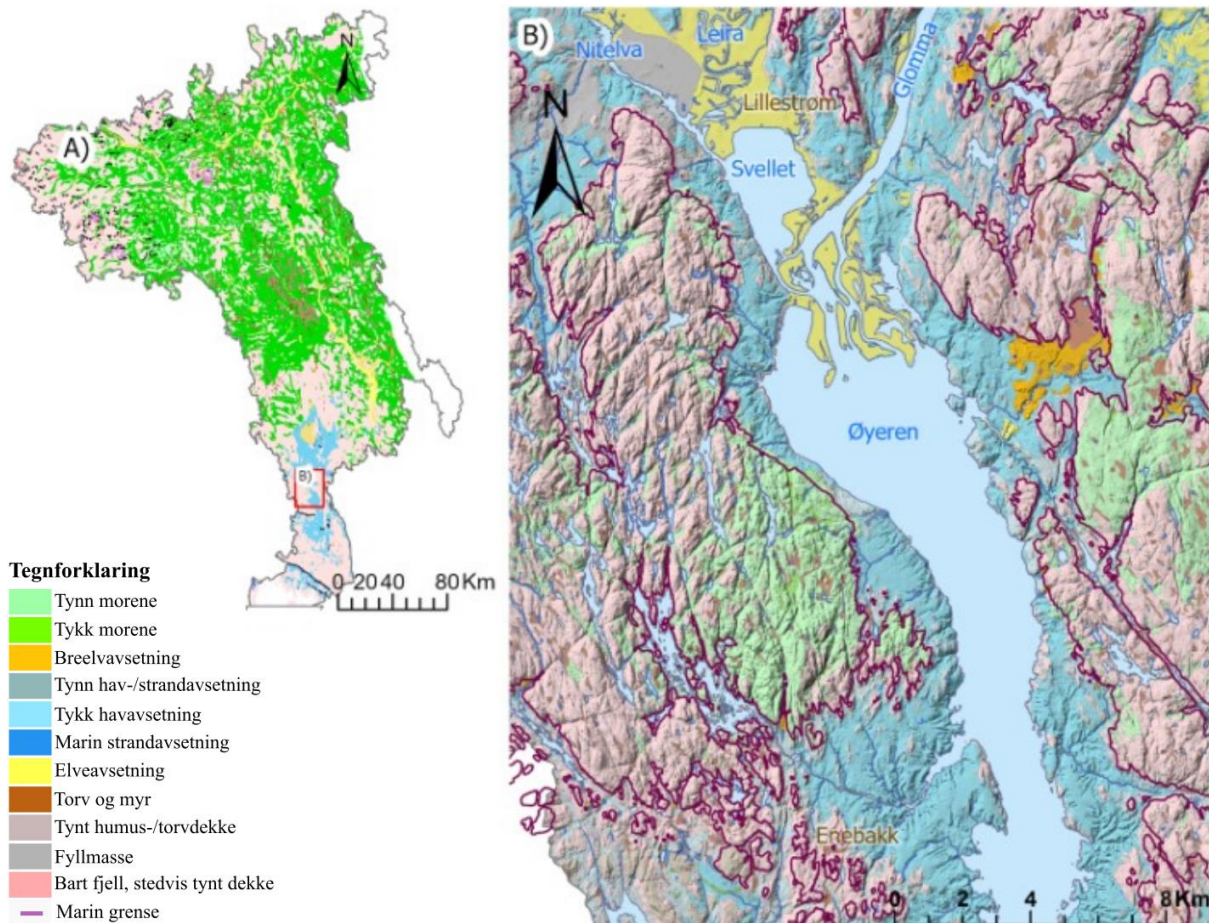 A)
N
B)
0 20 40 80 Km
Tegnforklaring
Tynn morene
Tykk morene
Breelvavsetning
Tynn hav-/strandavsetning
Tykk havavsetning
Marin strandavsetning
Elveavsetning
Torv og myr
Tynt humus-/torvdekke
Fyllmasse
Bart fjell, stedvis tynt dekke
Marin grense
B)
Nitelva
Leira
Glomma
N
Lillestrøm
Svellet
Øyeren
Enebakk
0 2 4 8 Km